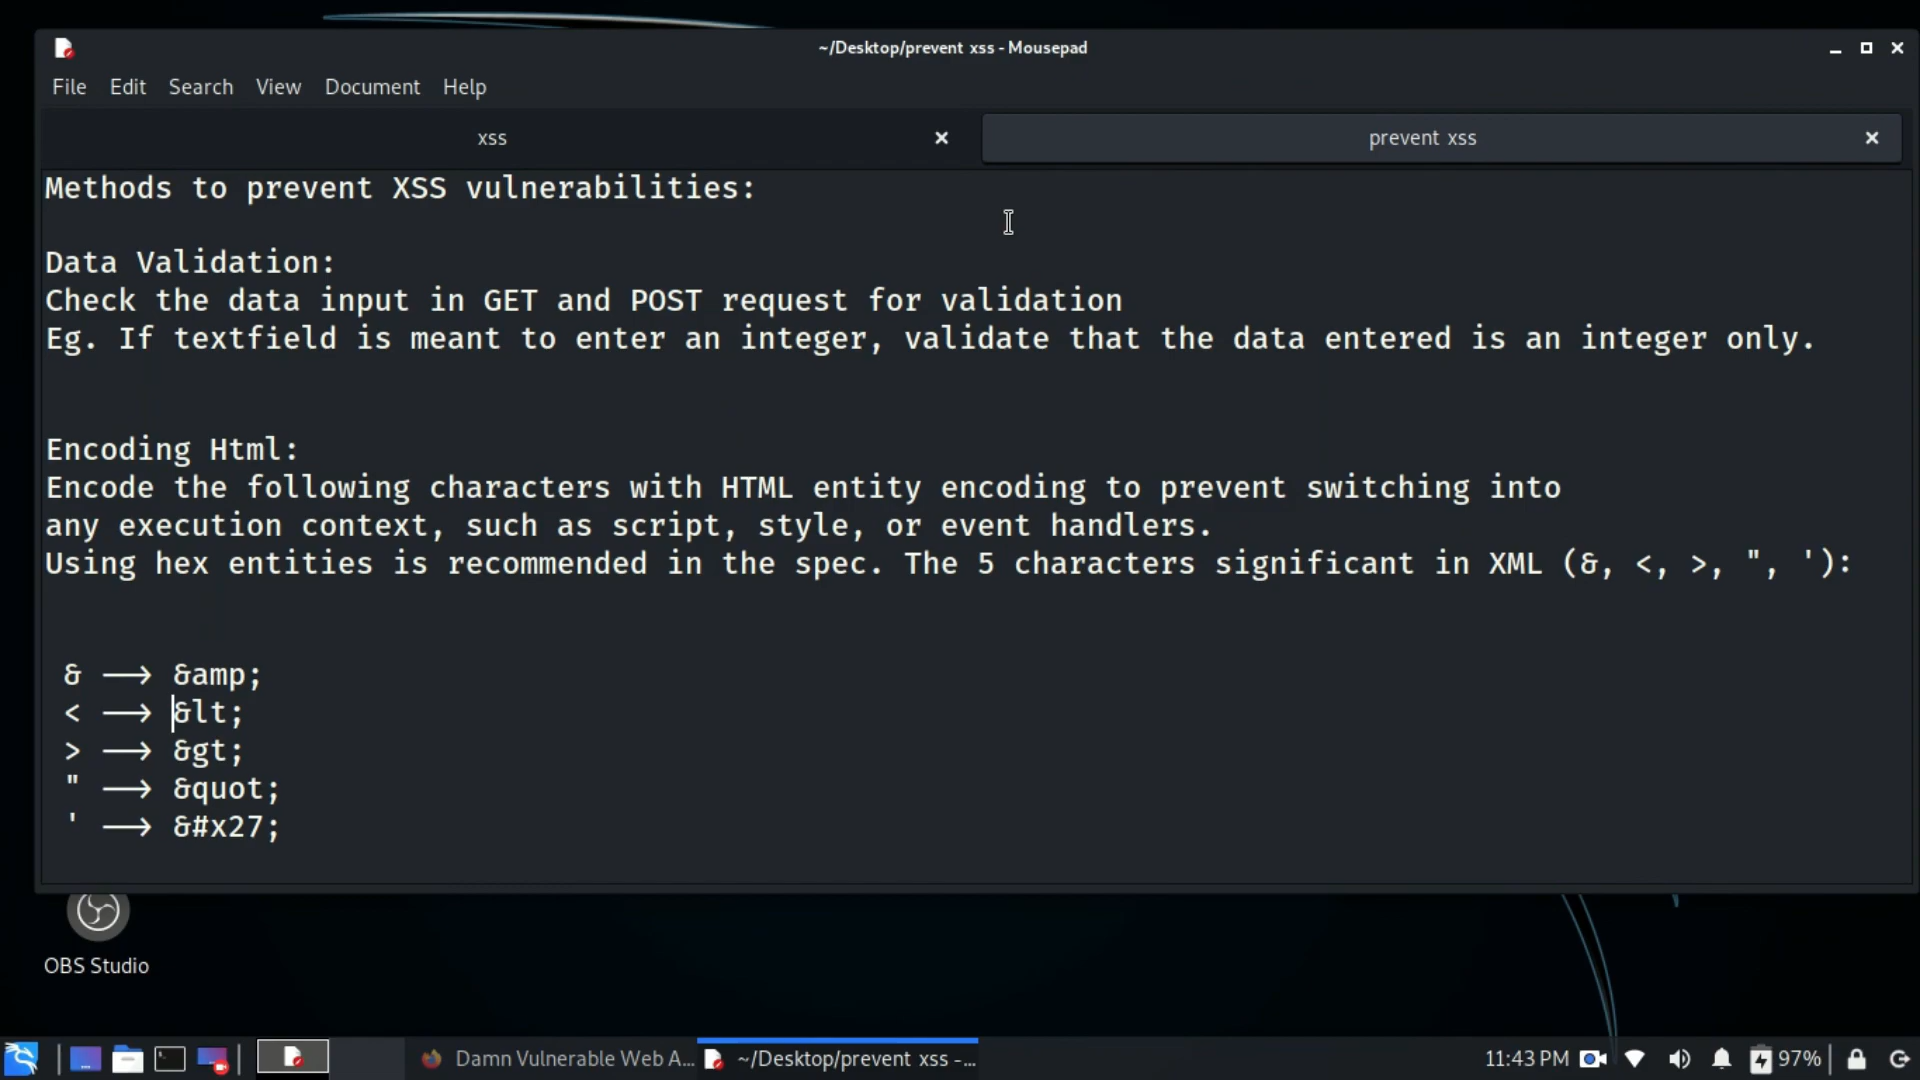 ~/Desktop/prevent xss - Mousepad
File Edit Search View Document Help
xss
prevent xss
Methods to prevent XSS vulnerabilities:
Data Validation:
Check the data input in GET and POST request for validation
Eg. If textfield is meant to enter an integer, validate that the data entered is an integer only.
Encoding Html:
Encode the following characters with HTML entity encoding to prevent switching into
any execution context, such as script, style, or event handlers.
Using hex entities is recommended in the spec. The 5 characters significant in XML (&, <, >, ", '):
& ⟶ &amp;
< ⟶ &lt;
> ⟶ &gt;
" ⟶ &quot;
' ⟶ &#x27;
OBS Studio
Damn Vulnerable Web A...
~/Desktop/prevent xss -...
11:43 PM
97%